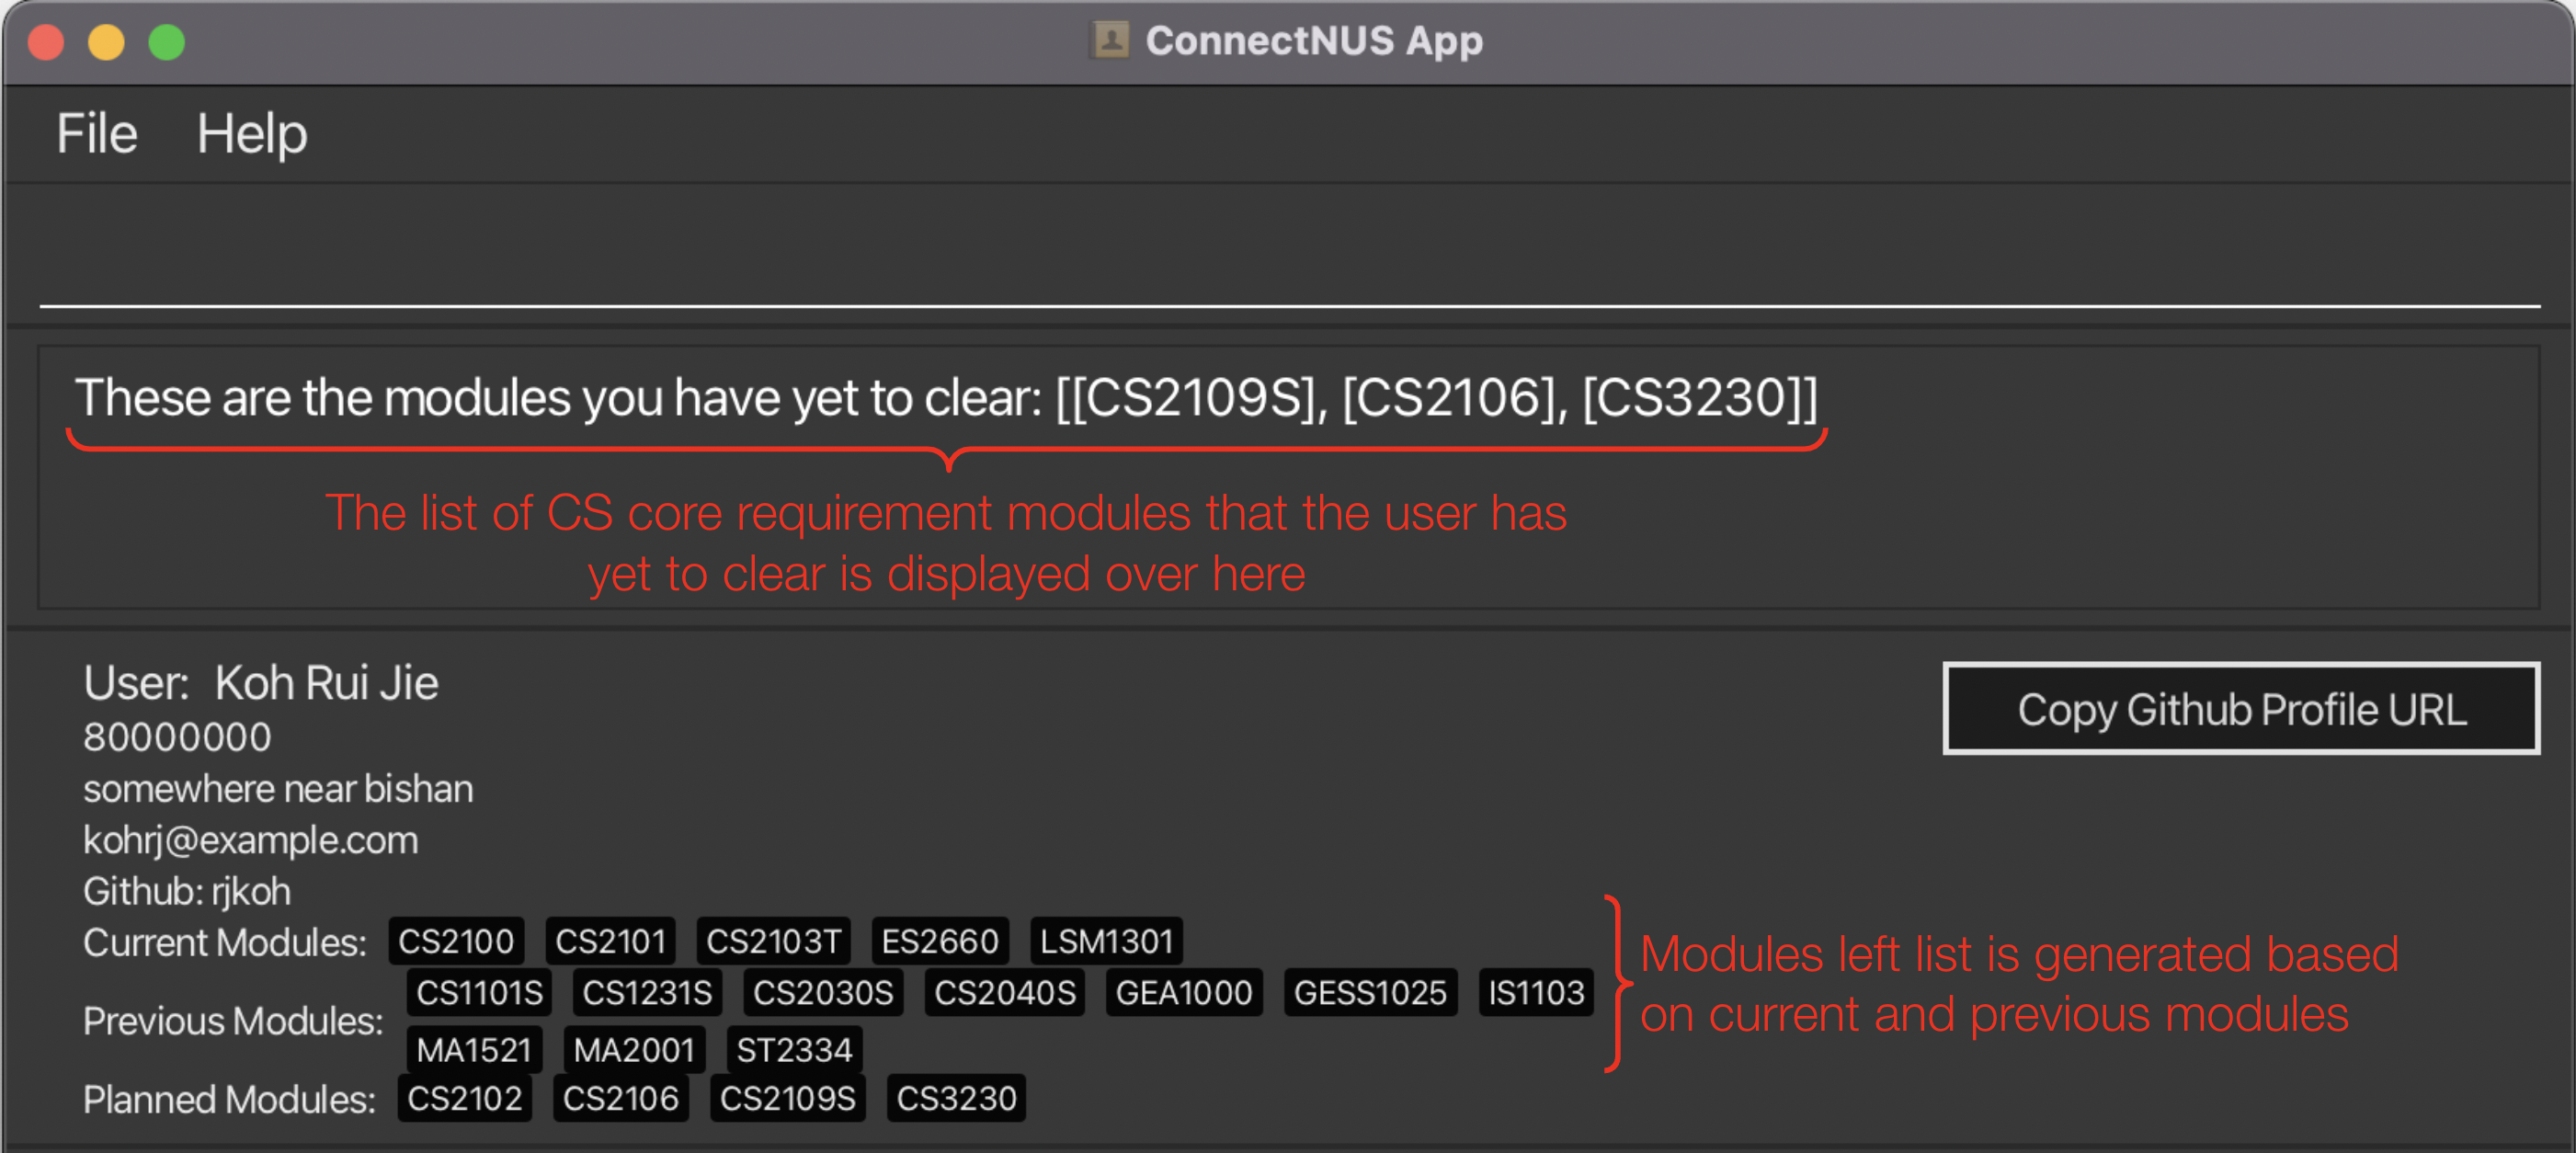 ConnectNUS App
File Help
These are the modules you have yet to clear: [[CS2109S], [CS2106], [CS3230]]
The list of CS core requirement modules that the user has
yet to clear is displayed over here
User: Koh Rui Jie
Copy Github Profile URL
80000000
somewhere near bishan
kohrj@example.com
Github: rjkoh
Current Modules: CS2100 CS2101 CS2103T ES2660 LSM1301
Previous Modules: CS1101S CS1231S CS2030S CS2040S GEA1000 GESS1025 IS1103
MA1521 MA2001 ST2334
Planned Modules: CS2102 CS2106 CS2109S CS3230
Modules left list is generated based
on current and previous modules